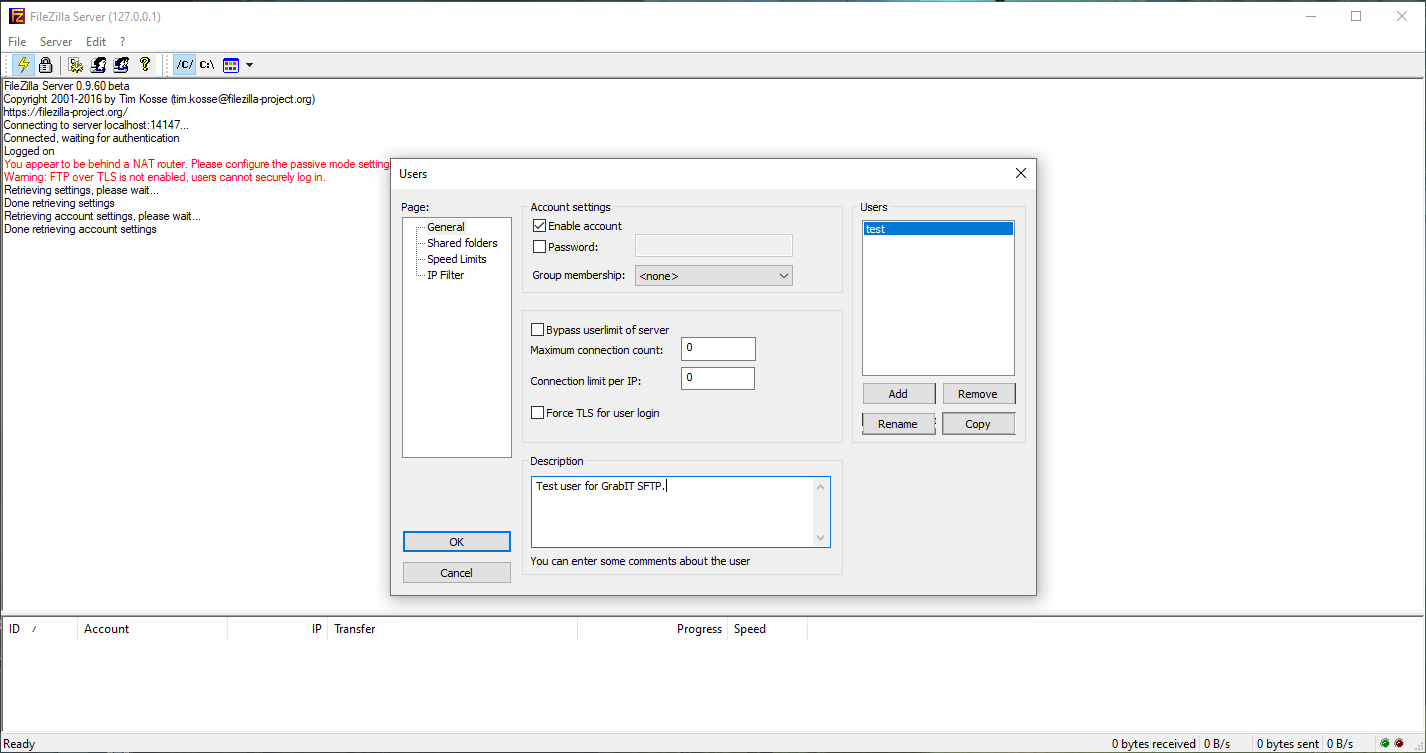 FileZilla Server (127.0.0.1)
File Server Edit ?
/C/ C:\
FileZilla Server 0.9.60 beta
Copyright 2001-2016 by Tim Kosse (tim.kosse@filezilla-project.org)
https://filezilla-project.org/
Connecting to server localhost:14147...
Connected, waiting for authentication
Logged on
You appear to be behind a NAT router. Please configure the passive mode setting
Warning: FTP over TLS is not enabled, users cannot securely log in.
Retrieving settings, please wait...
Done retrieving settings
Retrieving account settings, please wait...
Done retrieving account settings
Users
Page:
General
Shared folders
Speed Limits
IP Filter
OK
Cancel
Account settings
Enable account
Password:
Group membership: <none>
Bypass userlimit of server
Maximum connection count: 0
Connection limit per IP: 0
Force TLS for user login
Description
Test user for GrabIT SFTP.
You can enter some comments about the user
Users
test
Add Remove
Rename Copy
ID / Account IP Transfer Progress Speed
Ready 0 bytes received 0 B/s 0 bytes sent 0 B/s